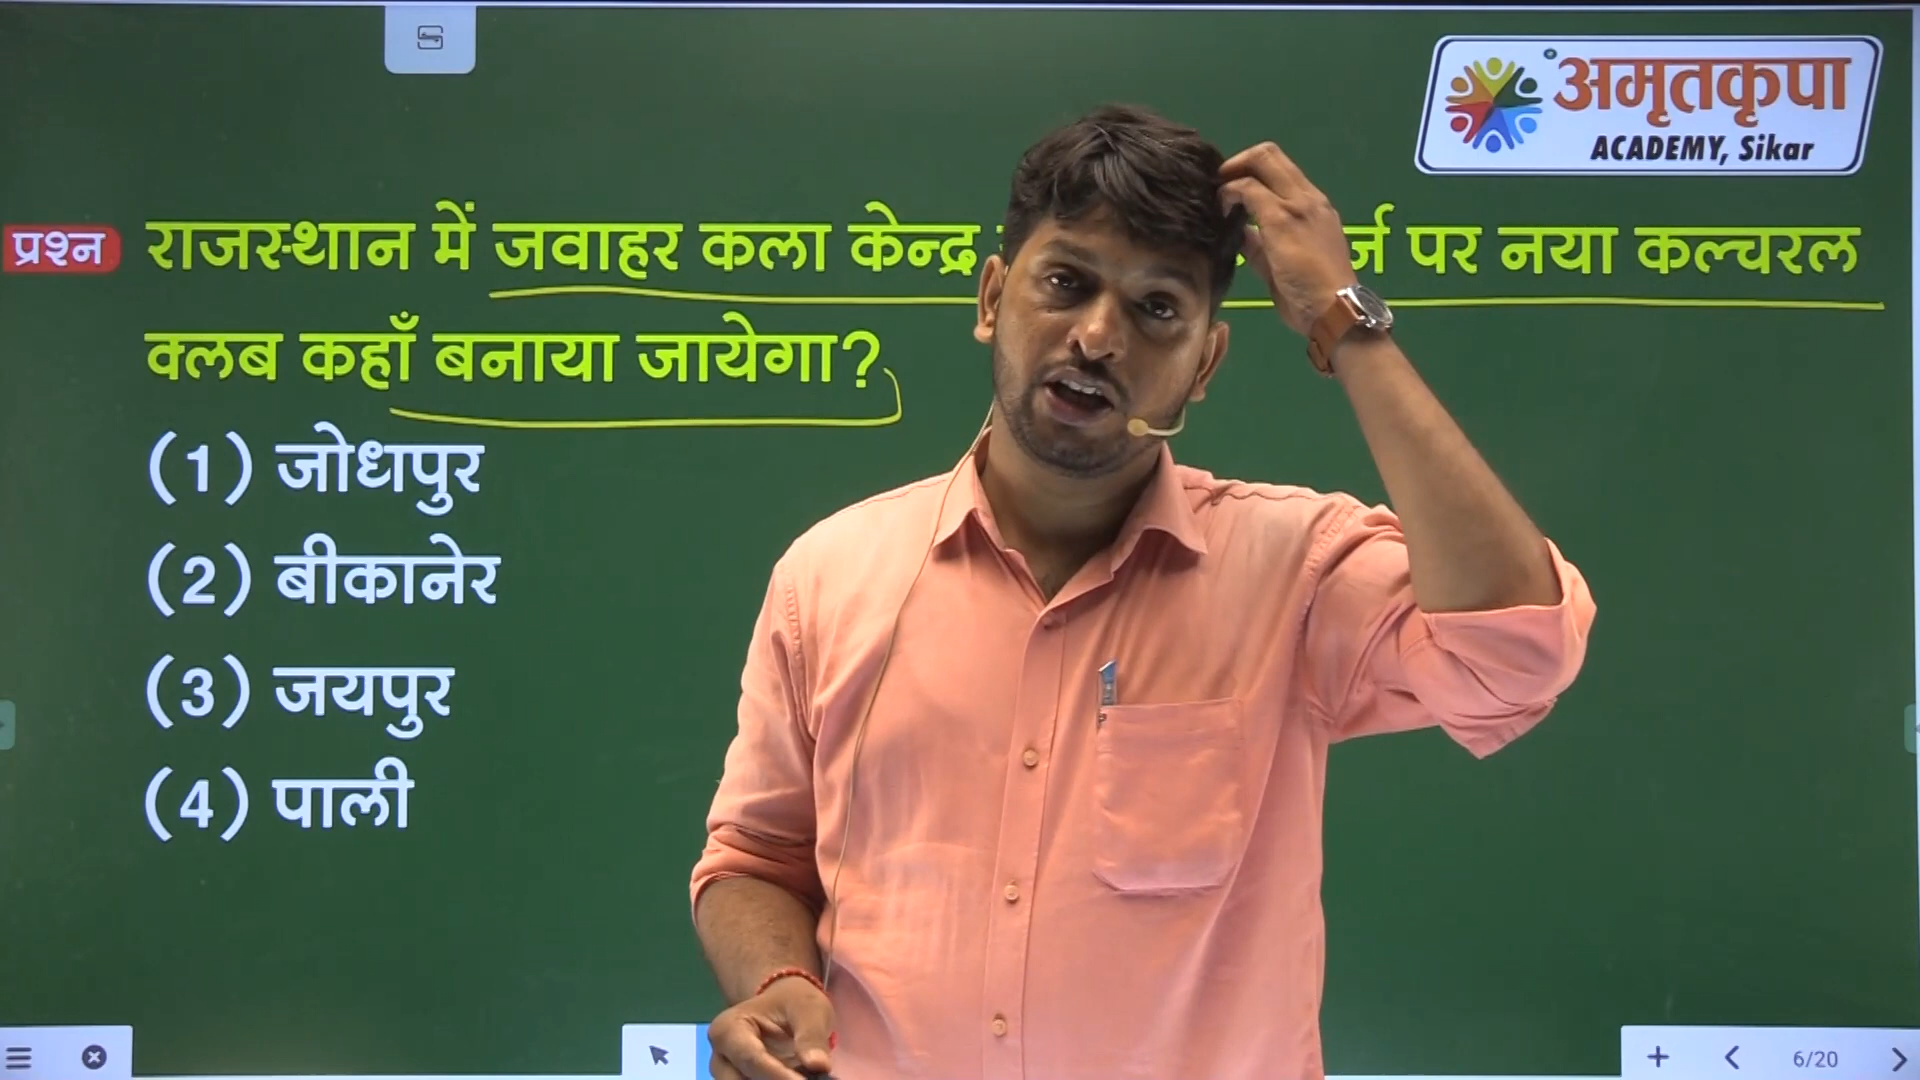 अमृतकृपा
ACADEMY, Sikar
प्रश्न राजस्थान में जवाहर कला केन्द्र पर नया कल्चरल
क्लब कहाँ बनाया जायेगा?
(1) जोधपुर
(2) बीकानेर
(3) जयपुर
(4) पाली
6/20